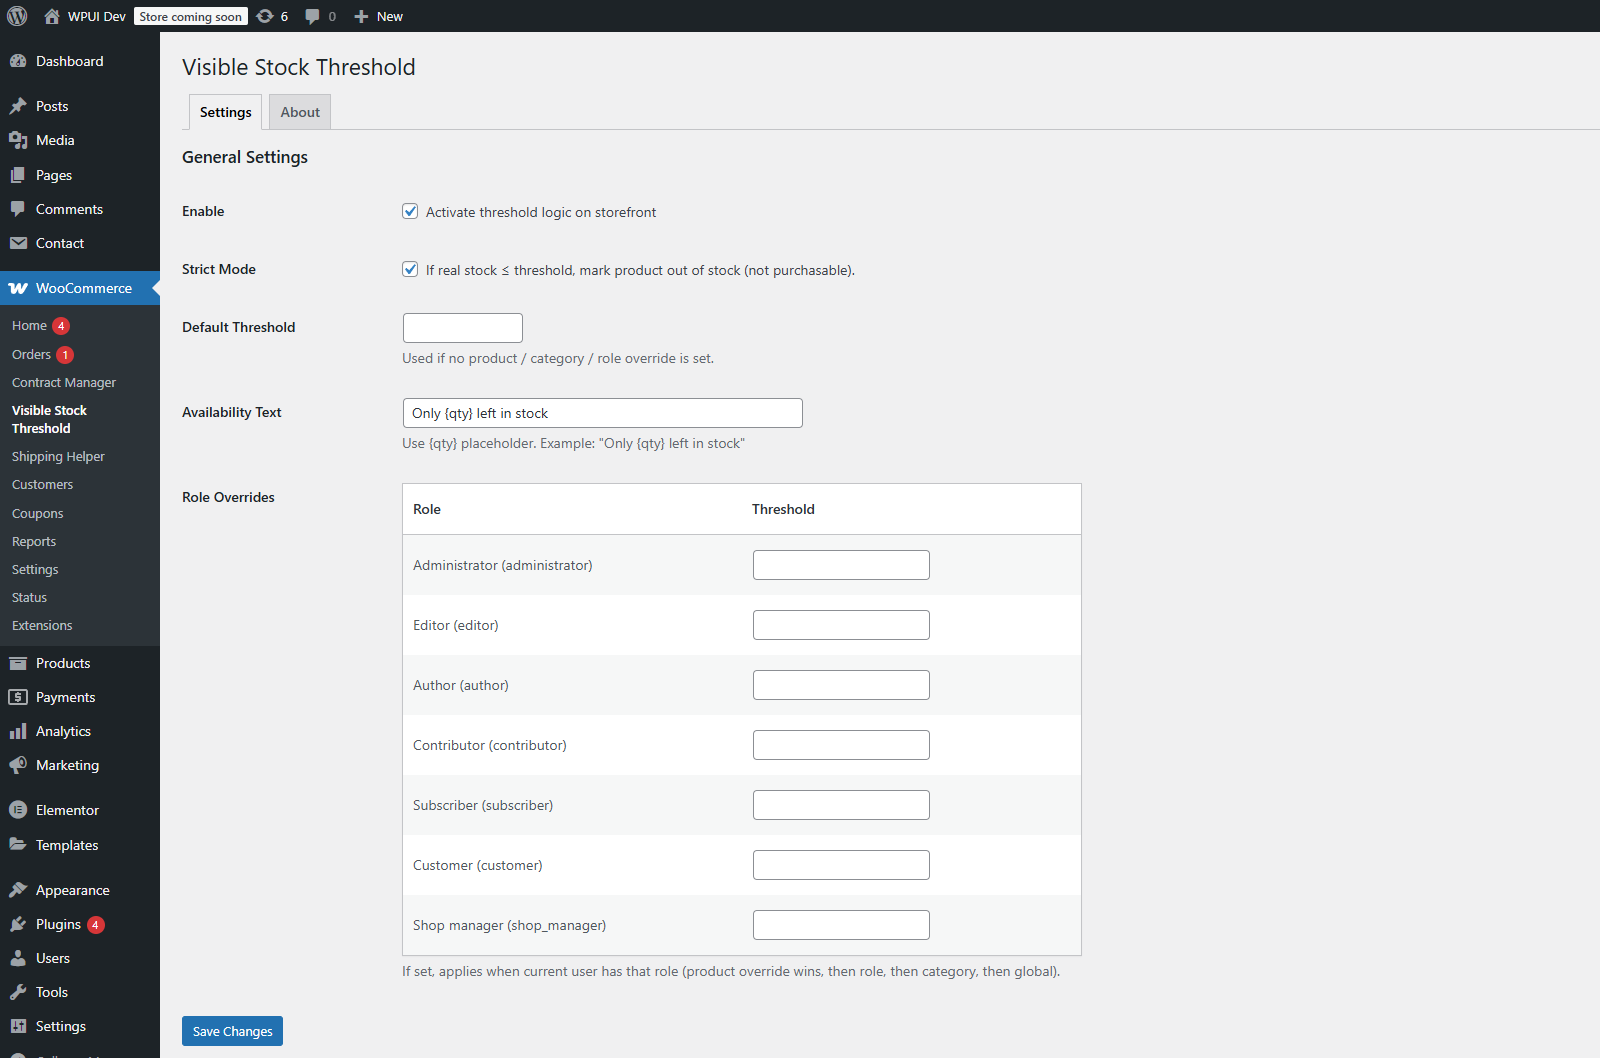 WPUI Dev Store coming soon 6 0 New
Dashboard
Posts
Media
Pages
Comments
Contact
WooCommerce
Home 4
Orders 1
Contract Manager
Visible Stock
Threshold
Shipping Helper
Customers
Coupons
Reports
Settings
Status
Extensions
Products
Payments
Analytics
Marketing
Elementor
Templates
Appearance
Plugins 4
Users
Tools
Settings
Visible Stock Threshold
Settings About
General Settings
Enable Activate threshold logic on storefront
Strict Mode If real stock ≤ threshold, mark product out of stock (not purchasable).
Default Threshold
Used if no product / category / role override is set.
Availability Text Only {qty} left in stock
Use {qty} placeholder. Example: "Only {qty} left in stock"
Role Overrides
Role Threshold
Administrator (administrator)
Editor (editor)
Author (author)
Contributor (contributor)
Subscriber (subscriber)
Customer (customer)
Shop manager (shop_manager)
If set, applies when current user has that role (product override wins, then role, then category, then global).
Save Changes